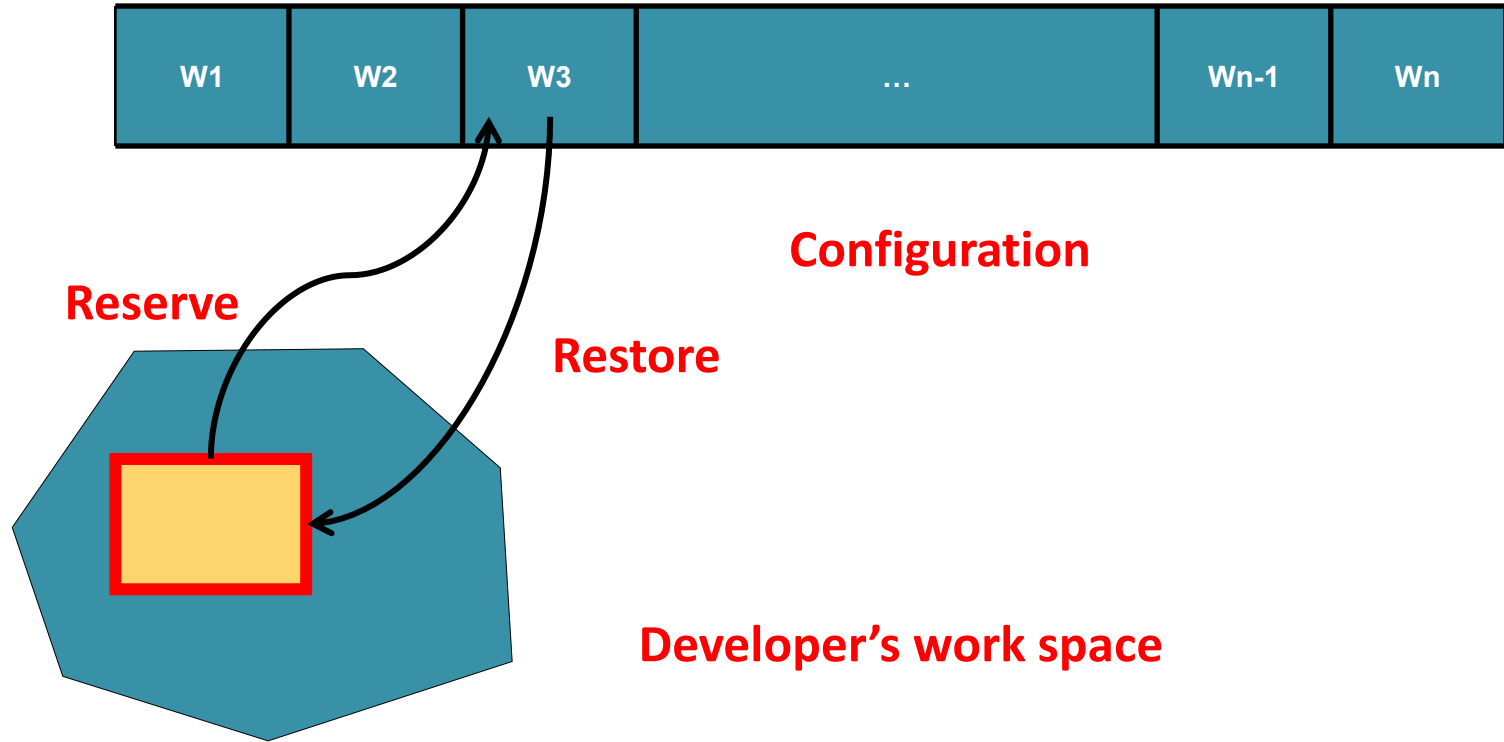 W1 W2 W3 ... Wn-1 Wn
Configuration
Reserve
Restore
Developer’s work space